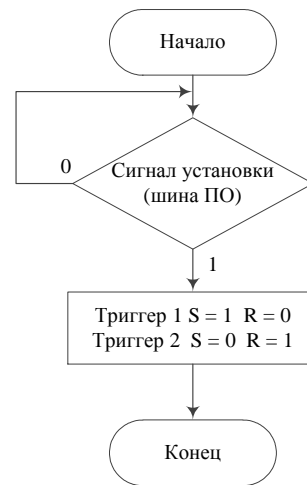 Начало
0
Сигнал установки
(шина ПО)
1
Триггер 1 S = 1 R = 0
Триггер 2 S = 0 R = 1
Конец